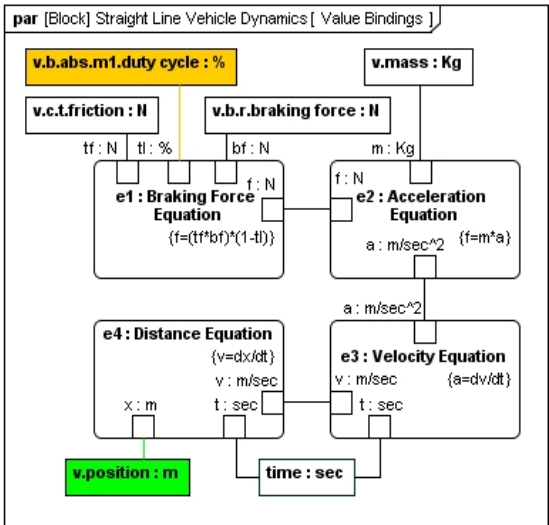 par [Block] Straight Line Vehicle Dynamics [ Value Bindings ]
v.b.abs.m1.duty cycle : %
v.mass : Kg
v.c.t.friction : N
v.b.r.braking force : N
tf : N
tl : %
bf : N
m : Kg
e1 : Braking Force
Equation
f : N
{f=(tf*bf)*(1-tl)}
f : N
e2 : Acceleration
Equation
{f=m*a}
a : m/sec^2
a : m/sec^2
e4 : Distance Equation
{v=dx/dt}
v : m/sec
x : m
t : sec
e3 : Velocity Equation
v : m/sec
{a=dv/dt}
t : sec
v.position : m
time : sec